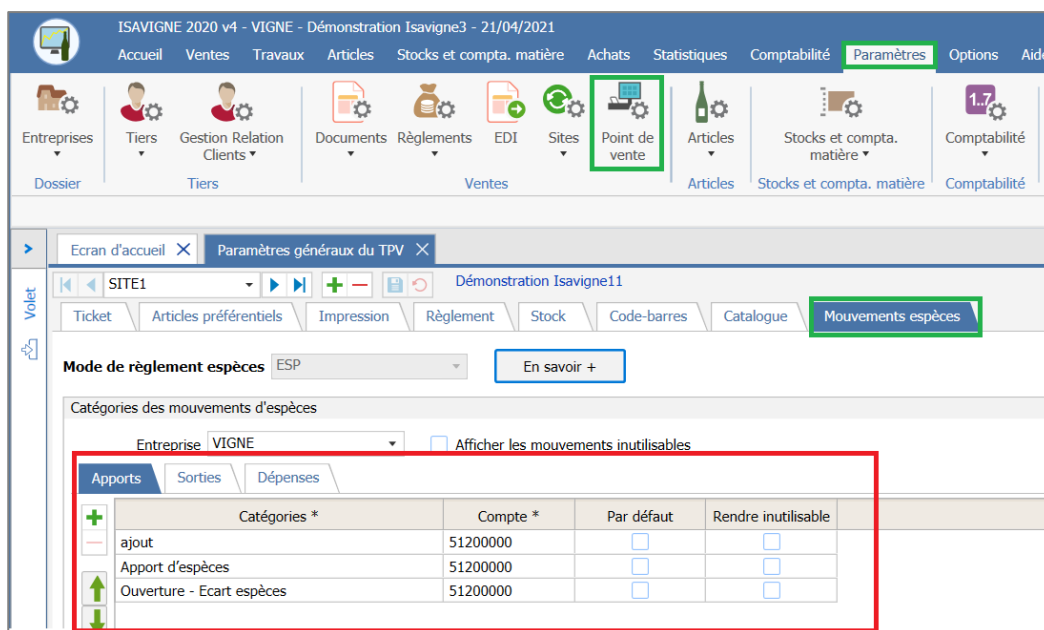 ISAVIGNE 2020 v4 - VIGNE - Démonstration Isavigne3 - 21/04/2021
Accueil Ventes Travaux Articles Stocks et compta. matière Achats Statistiques Comptabilité Paramètres Options Aide
1..7
Entreprises Tiers Gestion Relation Clients Documents Règlements EDI Sites Point de vente Articles Stocks et compta. matière Comptabilité
Dossier Tiers Ventes Articles Stocks et compta. matière Comptabilité
Ecran d'accueil Paramètres généraux du TPV
Volet
SITE1 Démonstration Isavigne11
Ticket Articles préférentiels Impression Règlement Stock Code-barres Catalogue Mouvements espèces
Mode de règlement espèces ESP En savoir +
Catégories des mouvements d'espèces
Entreprise VIGNE Afficher les mouvements inutilisables
Apports Sorties Dépenses
Catégories * Compte * Par défaut Rendre inutilisable
ajout 51200000
Apport d'espèces 51200000
Ouverture - Ecart espèces 51200000